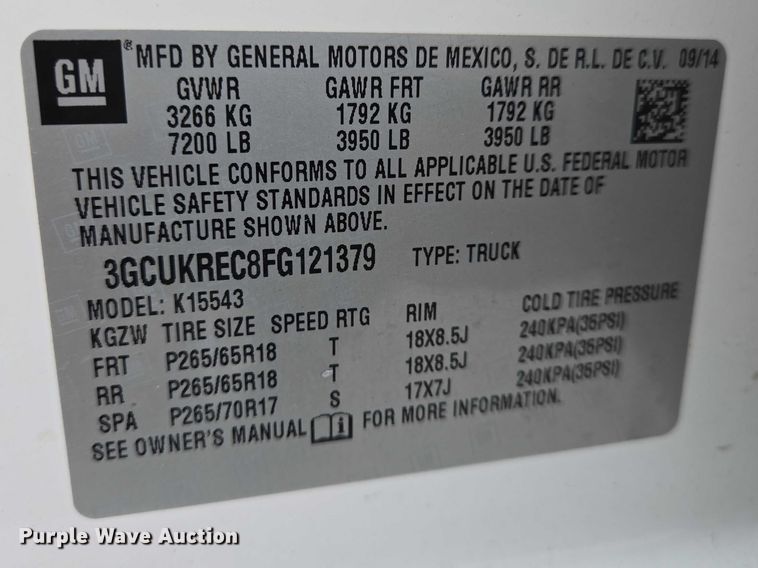 GM ® MFD BY GENERAL MOTORS DE MEXICO, S. DE R.L. DE C.V. 09/14
GVWR GAWR FRT GAWR RR
3266 KG 1792 KG 1792 KG
7200 LB 3950 LB 3950 LB
THIS VEHICLE CONFORMS TO ALL APPLICABLE U.S. FEDERAL MOTOR
VEHICLE SAFETY STANDARDS IN EFFECT ON THE DATE OF
MANUFACTURE SHOWN ABOVE.
3GCUKREC8FG121379 TYPE: TRUCK
MODEL: K15543
KGZW TIRE SIZE SPEED RTG RIM COLD TIRE PRESSURE
FRT P265/65R18 T 18X8.5J 240KPA(35PSI)
RR P265/65R18 T 18X8.5J 240KPA(35PSI)
SPA P265/70R17 S 17X7J 240KPA(35PSI)
SEE OWNER'S MANUAL FOR MORE INFORMATION.
Purple Wave Auction